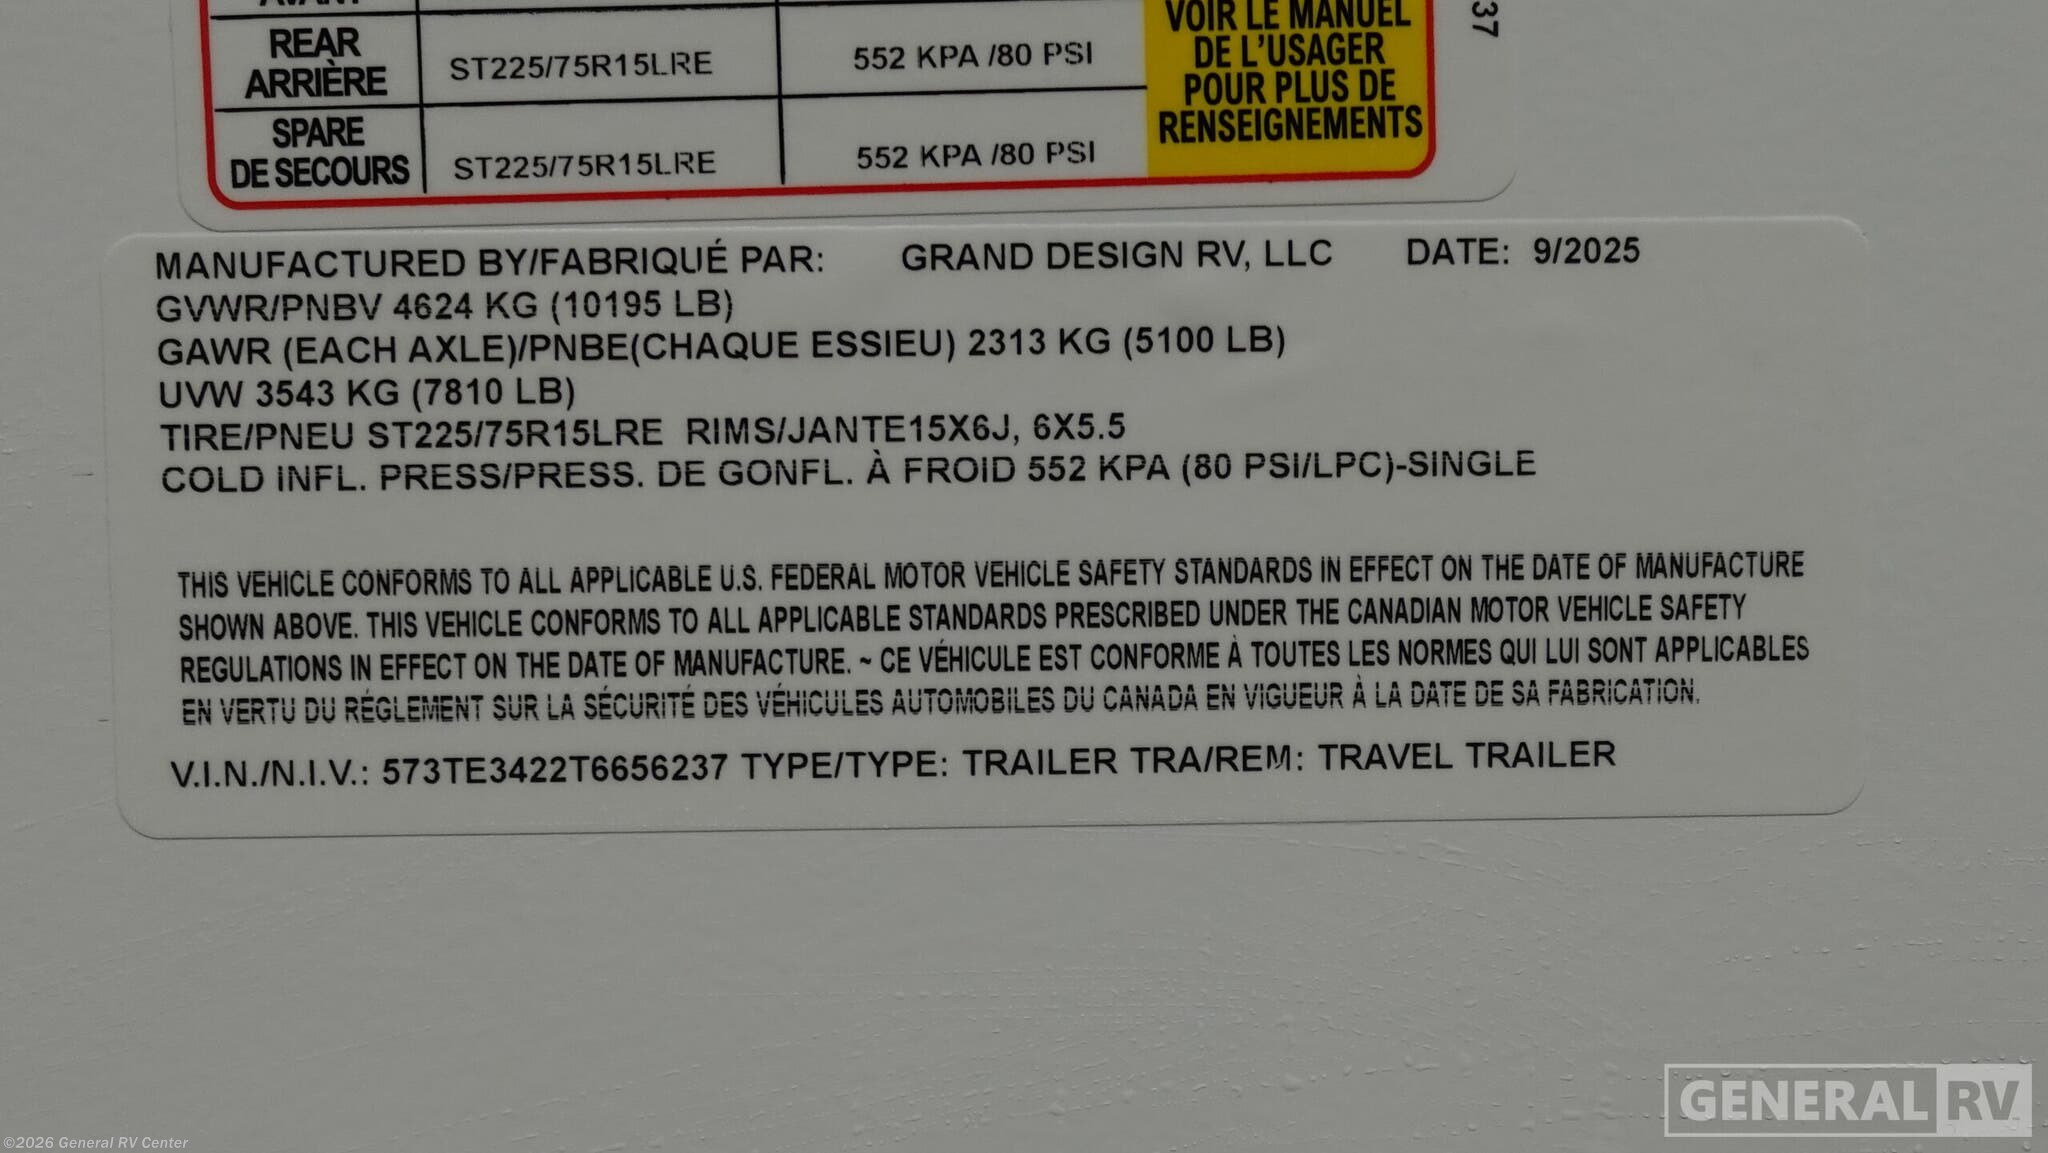 AVANT
REAR
ARRIÈRE
ST225/75R15LRE
552 KPA /80 PSI
SPARE
DE SECOURS
ST225/75R15LRE
552 KPA /80 PSI
VOIR LE MANUEL
DE L'USAGER
POUR PLUS DE
RENSEIGNEMENTS
37
MANUFACTURED BY/FABRIQUÉ PAR: GRAND DESIGN RV, LLC DATE: 9/2025
GVWR/PNBV 4624 KG (10195 LB)
GAWR (EACH AXLE)/PNBE(CHAQUE ESSIEU) 2313 KG (5100 LB)
UVW 3543 KG (7810 LB)
TIRE/PNEU ST225/75R15LRE RIMS/JANTE15X6J, 6X5.5
COLD INFL. PRESS/PRESS. DE GONFL. À FROID 552 KPA (80 PSI/LPC)-SINGLE
THIS VEHICLE CONFORMS TO ALL APPLICABLE U.S. FEDERAL MOTOR VEHICLE SAFETY STANDARDS IN EFFECT ON THE DATE OF MANUFACTURE
SHOWN ABOVE. THIS VEHICLE CONFORMS TO ALL APPLICABLE STANDARDS PRESCRIBED UNDER THE CANADIAN MOTOR VEHICLE SAFETY
REGULATIONS IN EFFECT ON THE DATE OF MANUFACTURE. ~ CE VÉHICULE EST CONFORME À TOUTES LES NORMES QUI LUI SONT APPLICABLES
EN VERTU DU RÉGLEMENT SUR LA SÉCURITÉ DES VÉHICULES AUTOMOBILES DU CANADA EN VIGUEUR À LA DATE DE SA FABRICATION.
V.I.N./N.I.V.: 573TE3422T6656237 TYPE/TYPE: TRAILER TRA/REM: TRAVEL TRAILER
GENERAL RV
©2026 General RV Center